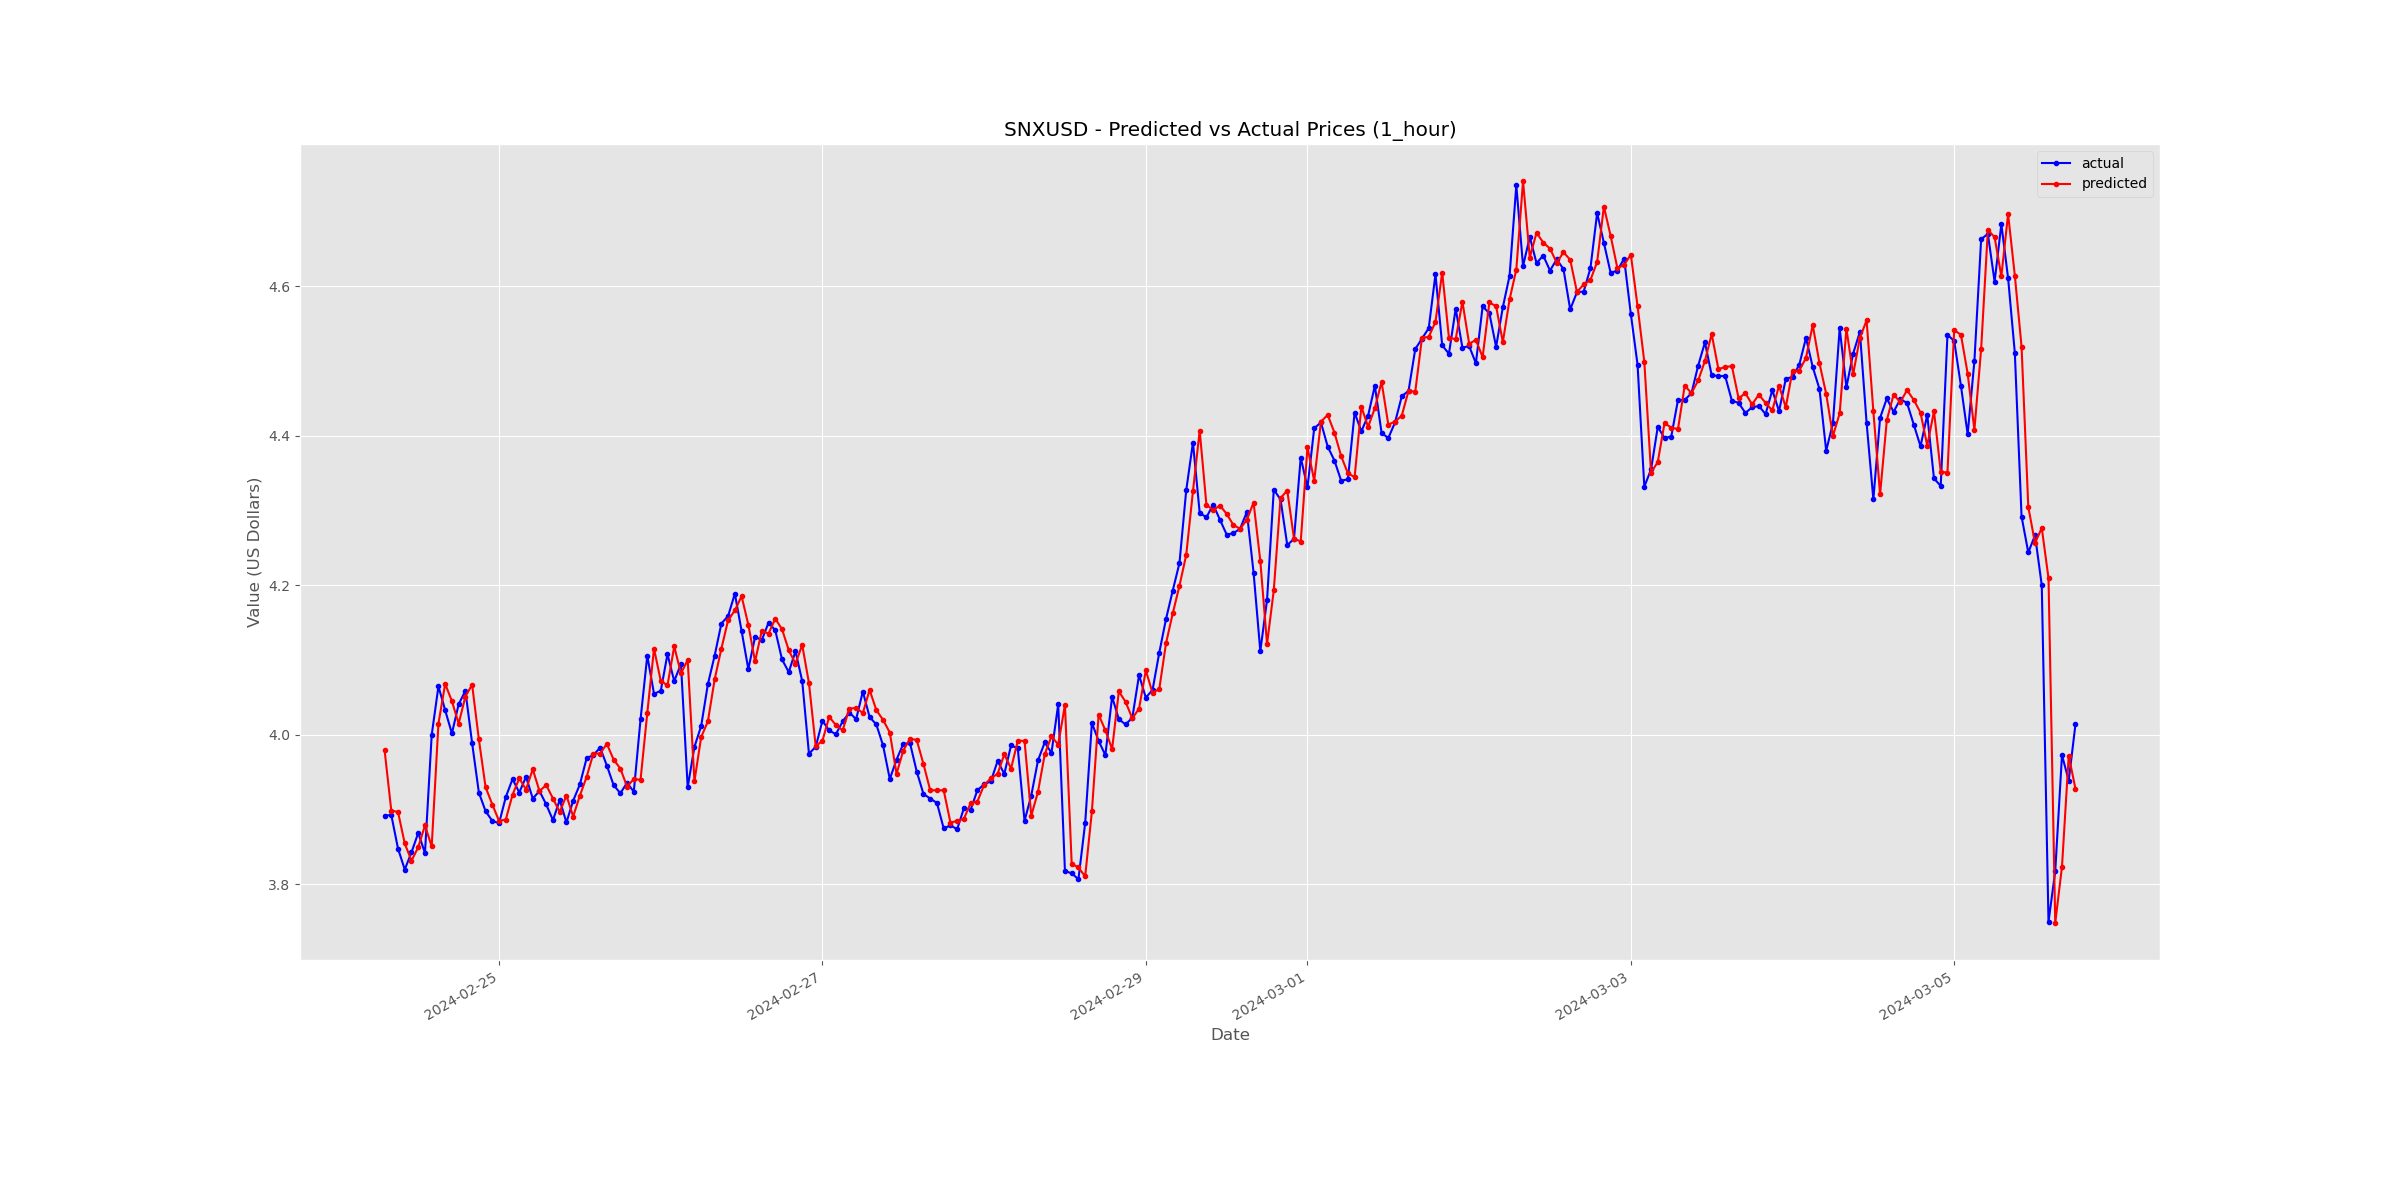 SNXUSD - Predicted vs Actual Prices (1_hour)
actual
predicted
Value (US Dollars)
4.6
4.4
4.2
4.0
3.8
2024-02-25
2024-02-27
2024-02-29
2024-03-01
2024-03-03
2024-03-05
Date